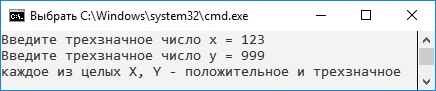 Выбрать C:\Windows\system32\cmd.exe
Введите трехзначное число x = 123
Введите трехзначное число y = 999
каждое из целых X, Y - положительное и трехзначное